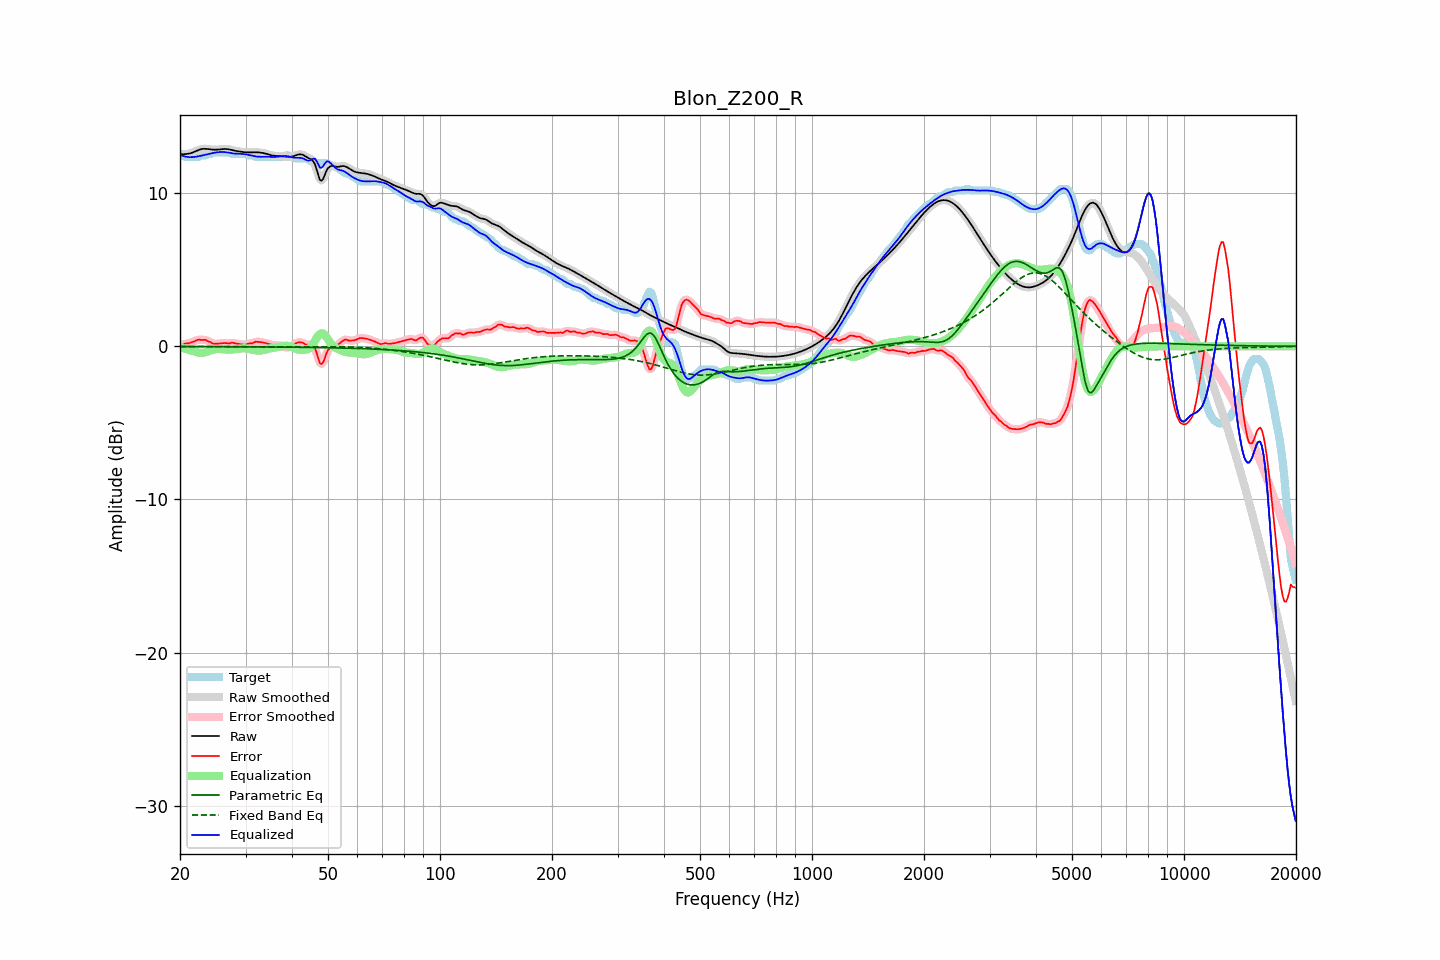 Blon_Z200_R
Amplitude (dBr)
10
0
−10
−20
−30
Target
Raw Smoothed
Error Smoothed
Raw
Error
Equalization
Parametric Eq
Fixed Band Eq
Equalized
20 50 100 200 500 1000 2000 5000 10000 20000
Frequency (Hz)